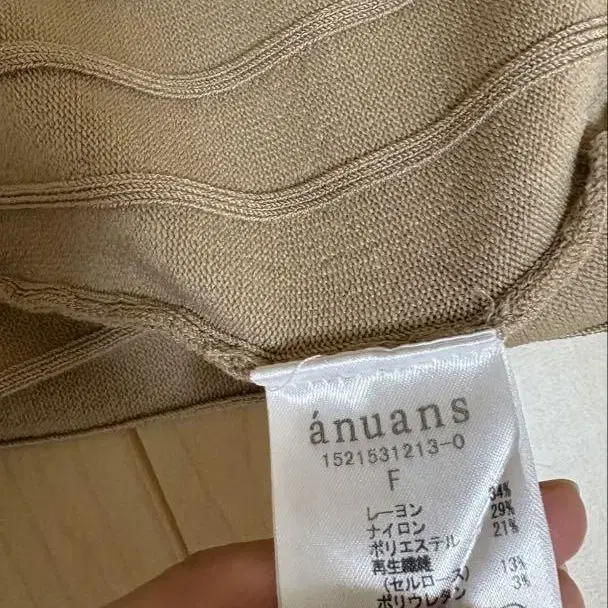 ánuans
1521531213-0
F
レーヨン 34%
ナイロン 29%
ポリエステル 21%
再生繊維
(セルロース) 13%
ポリウレタン 3%